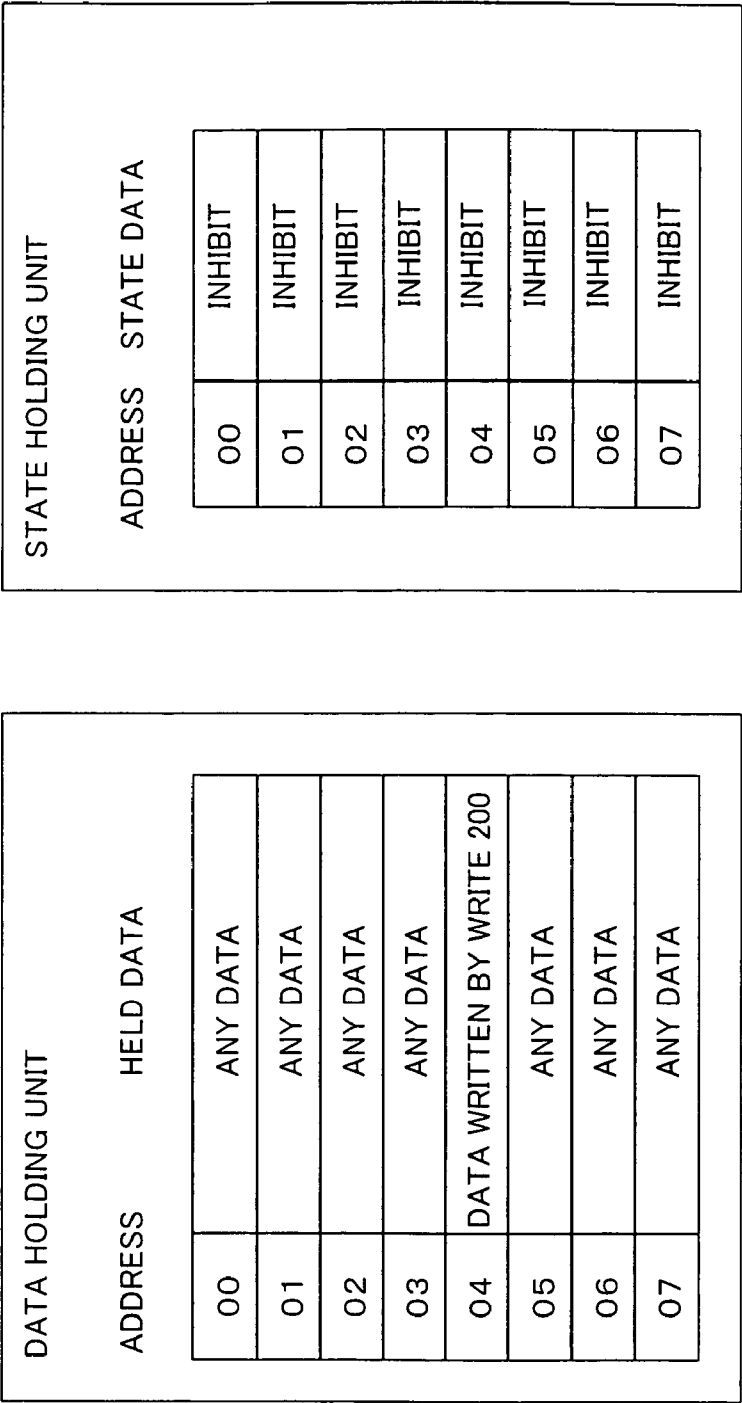 DATA HOLDING UNIT
ADDRESS HELD DATA
00 ANY DATA
01 ANY DATA
02 ANY DATA
03 ANY DATA
04 DATA WRITTEN BY WRITE 200
05 ANY DATA
06 ANY DATA
07 ANY DATA
STATE HOLDING UNIT
ADDRESS STATE DATA
00 INHIBIT
01 INHIBIT
02 INHIBIT
03 INHIBIT
04 INHIBIT
05 INHIBIT
06 INHIBIT
07 INHIBIT